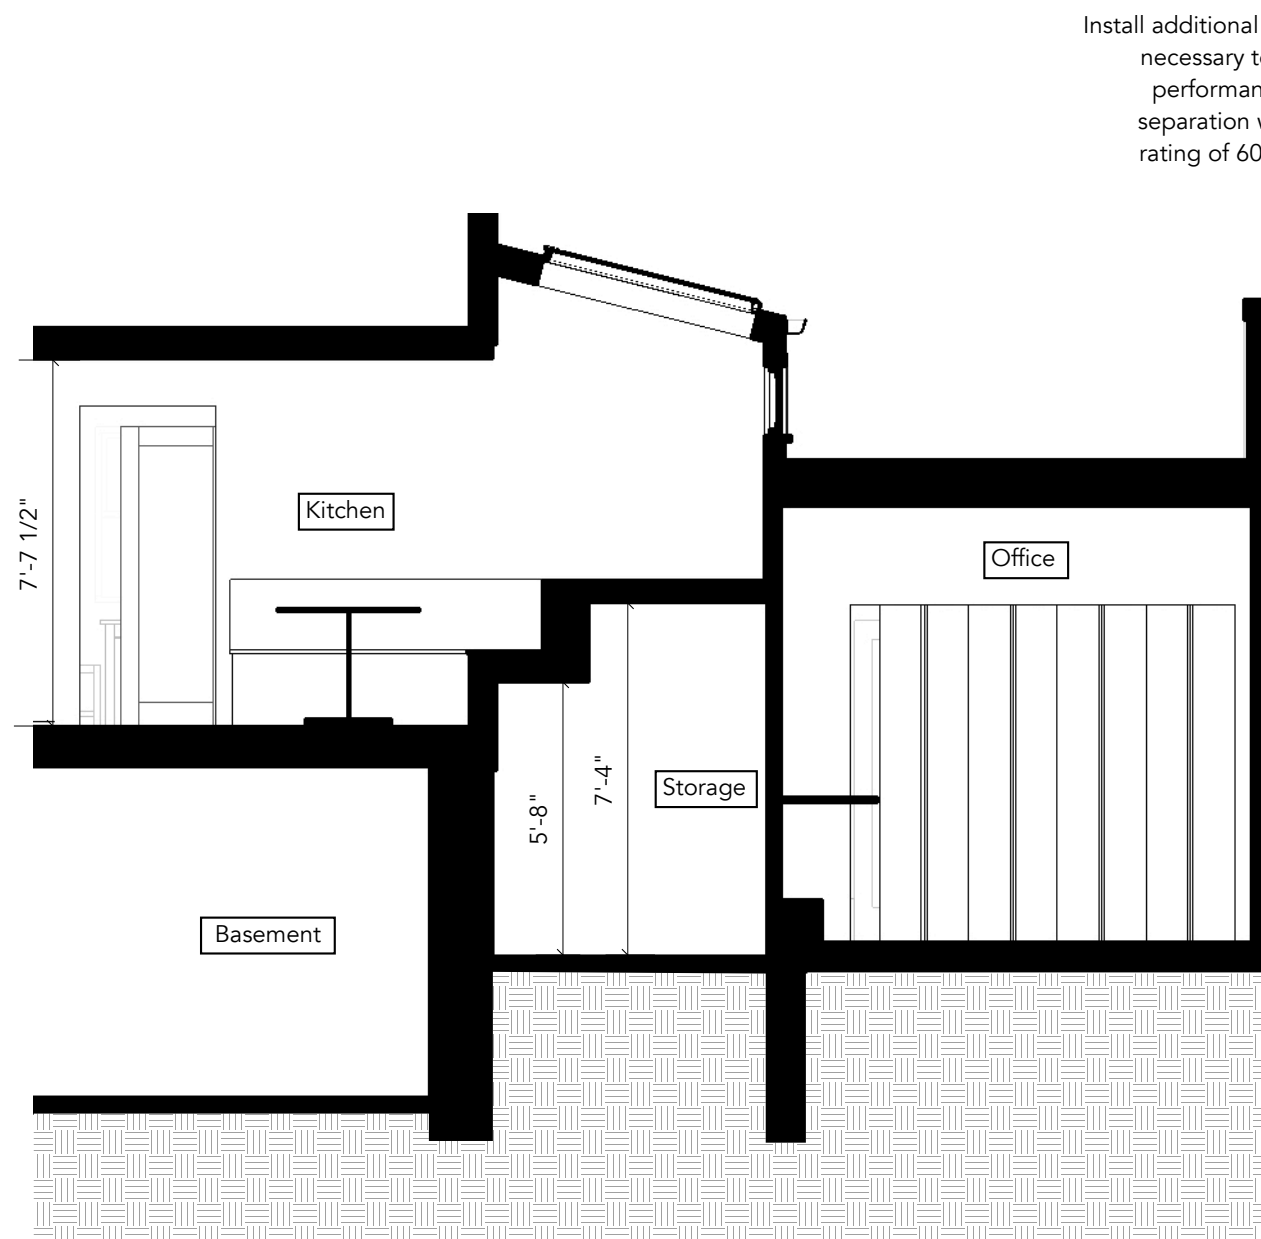 Install additional
necessary
performan
separation
rating of 60
Kitchen
7'-7 1/2"
Office
7'-4"
Storage
5'-8"
Basement